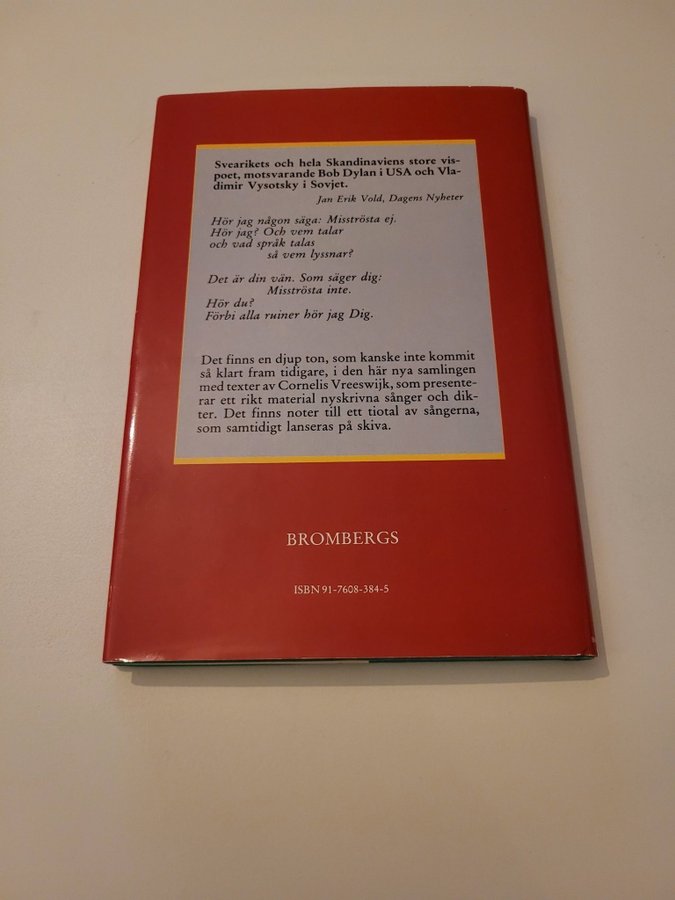 Svearikets och hela Skandinaviens store vis-
poet, motsvarande Bob Dylan i USA och Vla-
dimir Vysotsky i Sovjet.
Jan Erik Vold, Dagens Nyheter
Hör jag någon säga: Misströsta ej.
Hör jag? Och vem talar
och vad språk talas
så vem lyssnar?
Det är din vän. Som säger dig:
Misströsta inte.
Hör du?
Förbi alla ruiner hör jag Dig.
Det finns en djup ton, som kanske inte kommit
så klart fram tidigare, i den här nya samlingen
med texter av Cornelis Vreeswijk, som presente-
rar ett rikt material nyskrivna sånger och dik-
ter. Det finns noter till ett tiotal av sångerna,
som samtidigt lanseras på skiva.
BROMBERGS
ISBN 91-7608-384-5